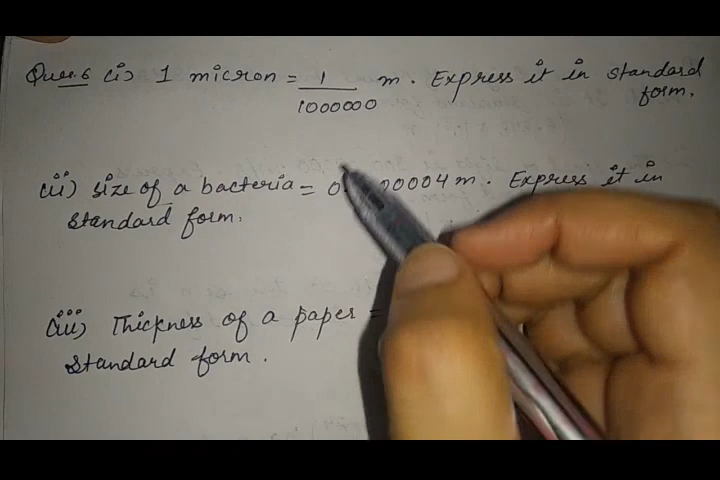 Ques.6 (i) 1 micron = 1/1000000 m. Express it in standard
form.
(ii) size of a bacteria = 0. 00004 m. Express it in
standard form.
(iii) Thickness of a paper =
standard form.